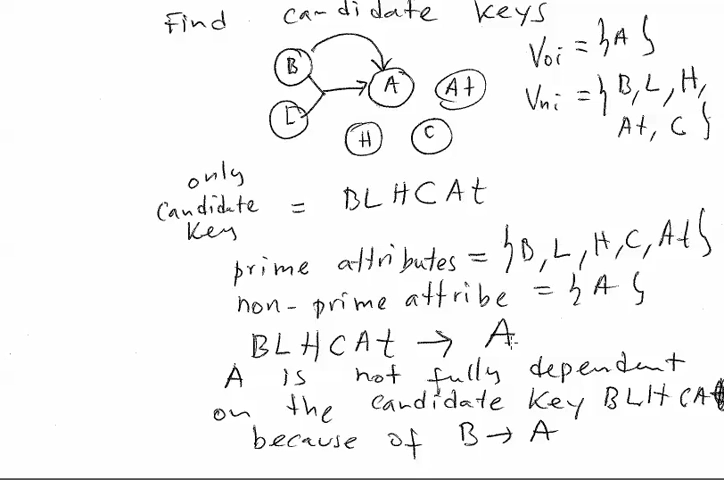 Find candidate keys
B
A
At
L
H
C
Voi = { A }
Vni = { B, L, H,
At, C }
only
candidate
key
= BLHCAt
prime attributes = { B, L, H, C, At }
non-prime attribe = { A }
BLHCAt → A
A is not fully dependent
on the candidate key BLHCAt
because of B → A